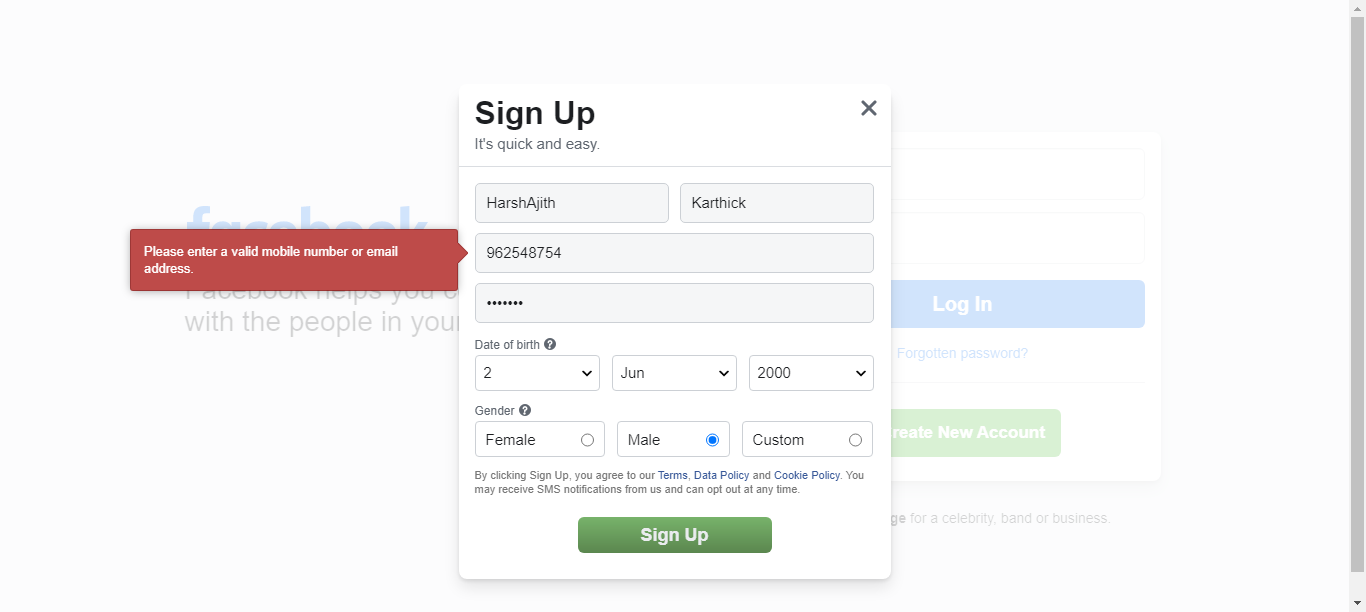 Sign Up
It's quick and easy.
HarshAjith Karthick
Please enter a valid mobile number or email
address.
962548754
•••••••
Facebook helps you
with the people in your
Log In
Forgotten password?
Date of birth
2 Jun 2000
Gender
Female Male Custom
reate New Account
By clicking Sign Up, you agree to our Terms, Data Policy and Cookie Policy. You
may receive SMS notifications from us and can opt out at any time.
ge for a celebrity, band or business.
Sign Up